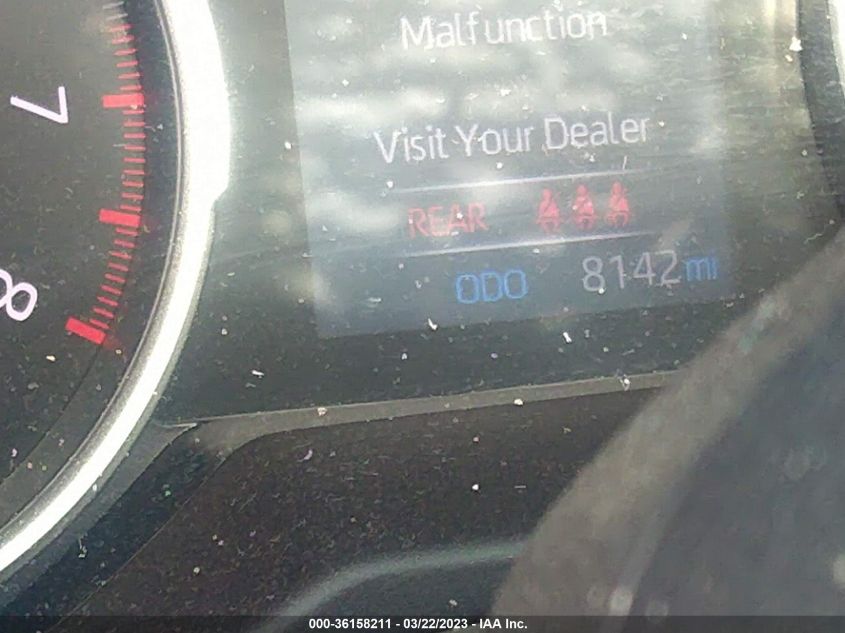 Malfunction
Visit Your Dealer
REAR
ODO 8142 mi
7
8
000-36158211 - 03/22/2023 - IAA Inc.